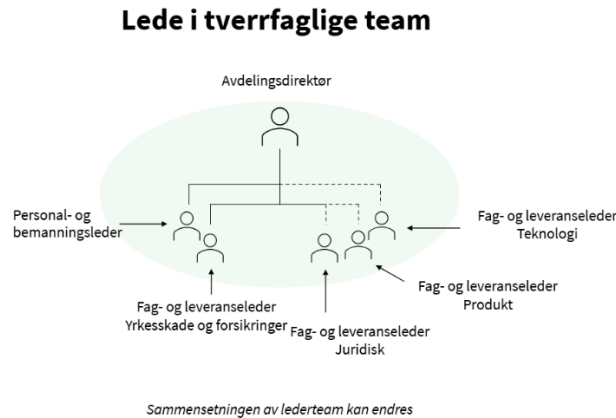 Lede i tverrfaglige team
Avdelingsdirektør
Personal- og
bemanningsleder
Fag- og leveranseleder
Teknologi
Fag- og leveranseleder
Produkt
Fag- og leveranseleder
Yrkesskade og forsikringer
Fag- og leveranseleder
Juridisk
Sammensetningen av lederteam kan endres